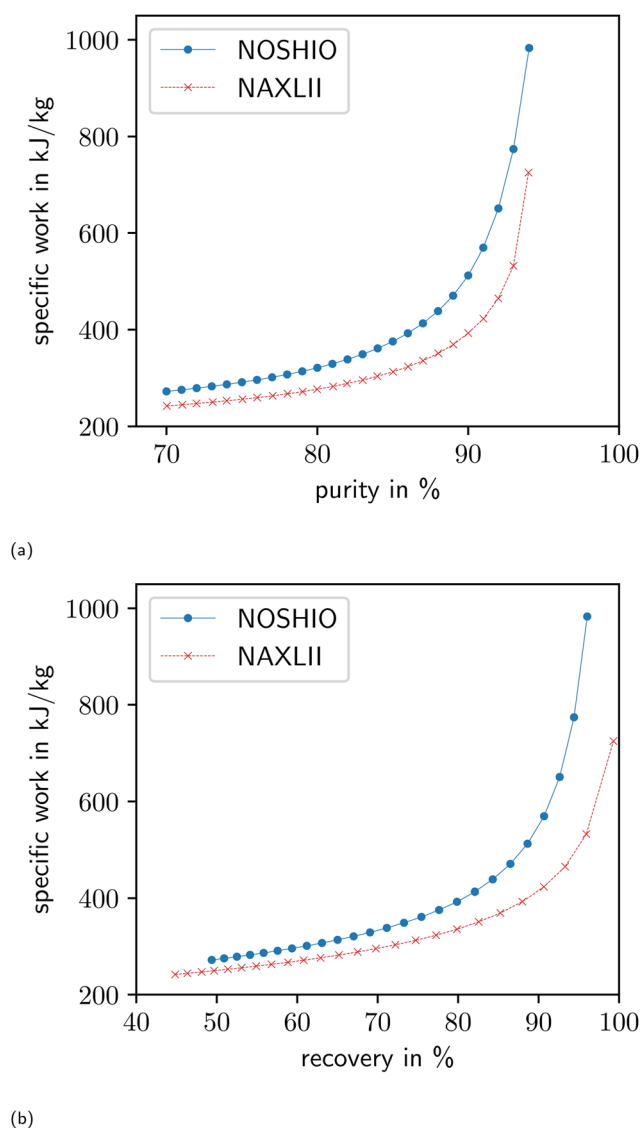 1000
800
600
400
200
specific work in kJ/kg
NOSHIO
NAXLII
70
80
90
100
purity in %
(a)
1000
800
600
400
200
specific work in kJ/kg
NOSHIO
NAXLII
40
50
60
70
80
90
100
recovery in %
(b)